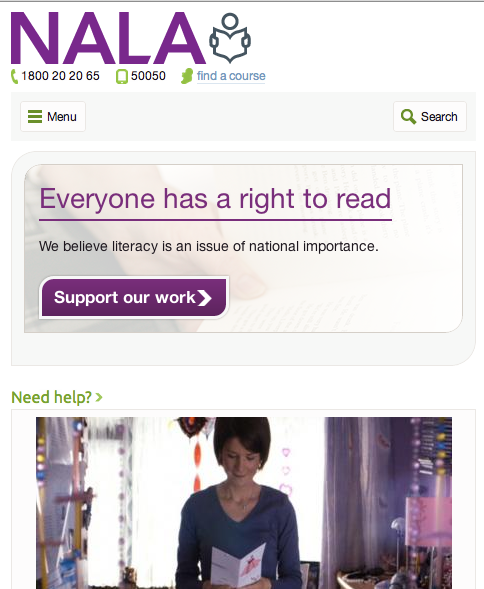 NALA
1800 20 20 65 50050 find a course
Menu Search
Everyone has a right to read
We believe literacy is an issue of national importance.
Support our work
Need help?